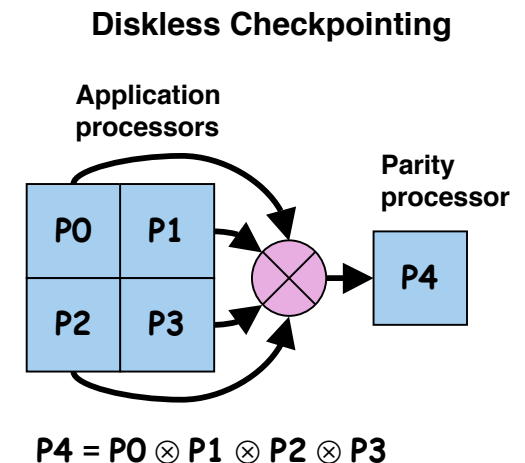 Diskless Checkpointing
Application
processors
Parity
processor
P0 P1
P4
P2 P3
P4 = P0 ⊗ P1 ⊗ P2 ⊗ P3